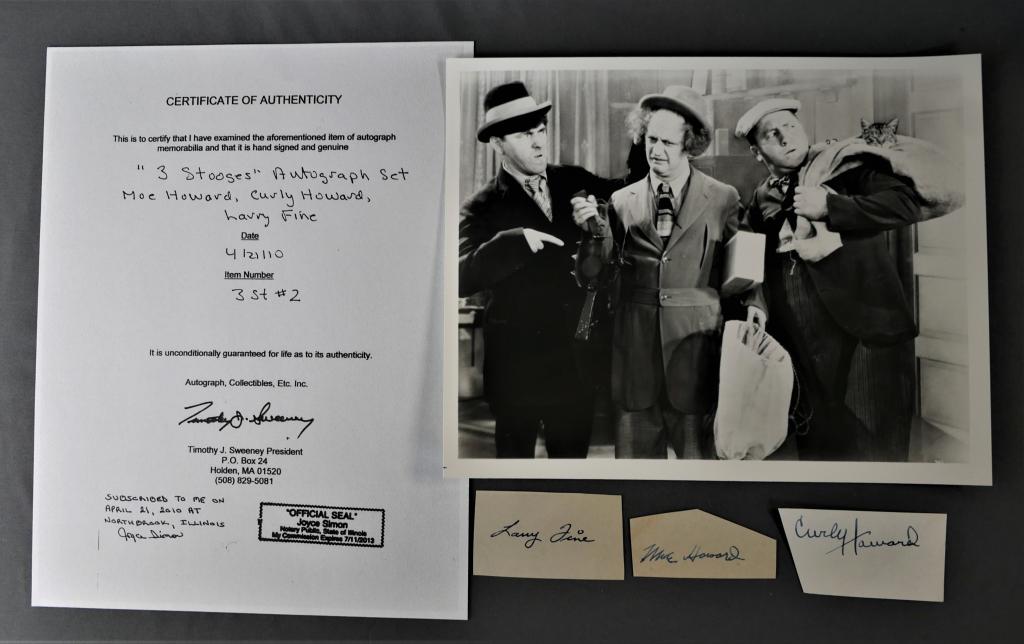 CERTIFICATE OF AUTHENTICITY
This is to certify that I have examined the aforementioned item of autograph
memorabilia and that it is hand signed and genuine
"3 Stooges" Autograph Set
Moe Howard, Curly Howard,
Larry Fine
Date
4/21/10
Item Number
3 St #2
It is unconditionally guaranteed for life as to its authenticity.
Autograph, Collectibles, Etc. Inc.
Timothy J. Sweeney
Timothy J. Sweeney President
P.O. Box 24
Holden, MA 01520
(508) 829-5081
SUBSCRIBED TO ME ON
APRIL 21, 2010 AT
NORTHBROOK, ILLINOIS
Joyce Simon
"OFFICIAL SEAL"
Joyce Simon
Notary Public, State of Illinois
My Commission Expires 7/11/2013
Larry Fine
Moe Howard
Curly Howard